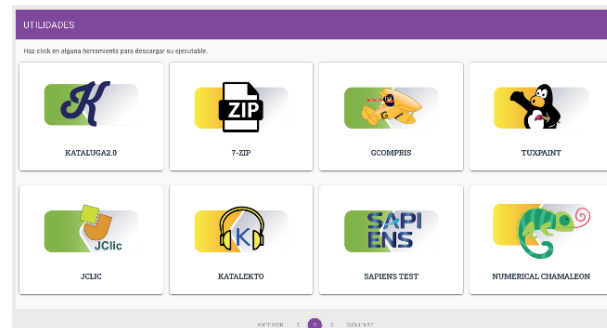 UTILIDADES
Haz click en alguna herramienta para descargar su ejecutable.
K
ZIP
G C
KATALUGA2.0
7-ZIP
GCOMPRIS
TUXPAINT
JClic
K
SAPI
ENS
JCLIC
KATALEKTO
SAPIENS TEST
NUMERICAL CHAMALEON
ANTERIOR 1 2 3 SIGUIENTE